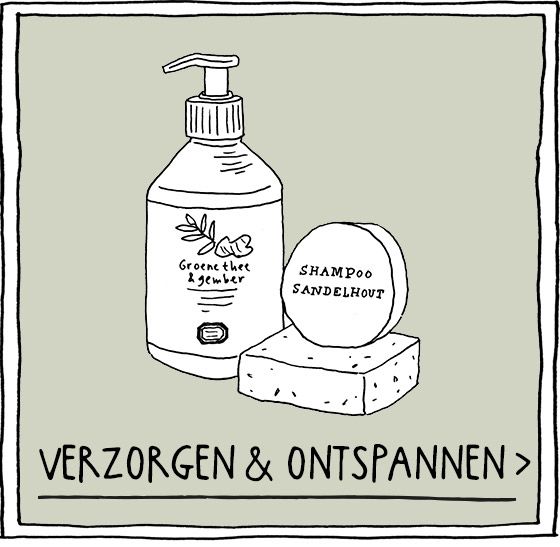 Groene thee
& gember
SHAMPOO
SANDELHOUT
VERZORGEN & ONTSPANNEN >